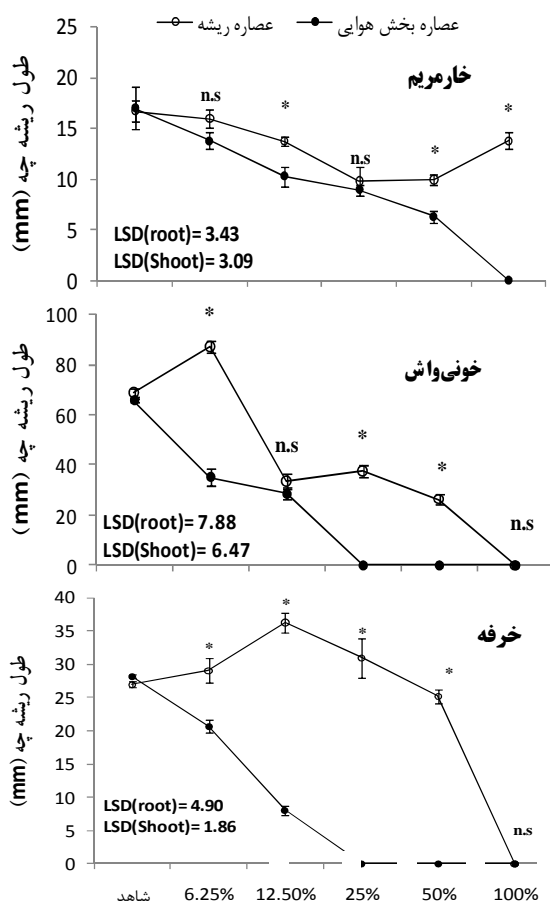 عصاره ریشه عصاره بخش هوایی
25
20
15
10
5
0
طول ریشه چه (mm)
خارمریم
n.s
*
n.s
*
*
LSD(root)= 3.43
LSD(Shoot)= 3.09
100
80
60
40
20
0
طول ریشه چه (mm)
خونی‌واش
*
n.s
*
*
n.s
LSD(root)= 7.88
LSD(Shoot)= 6.47
40
35
30
25
20
15
10
5
0
طول ریشه چه (mm)
خرفه
*
*
*
*
n.s
LSD(root)= 4.90
LSD(Shoot)= 1.86
شاهد 6.25% 12.50% 25% 50% 100%